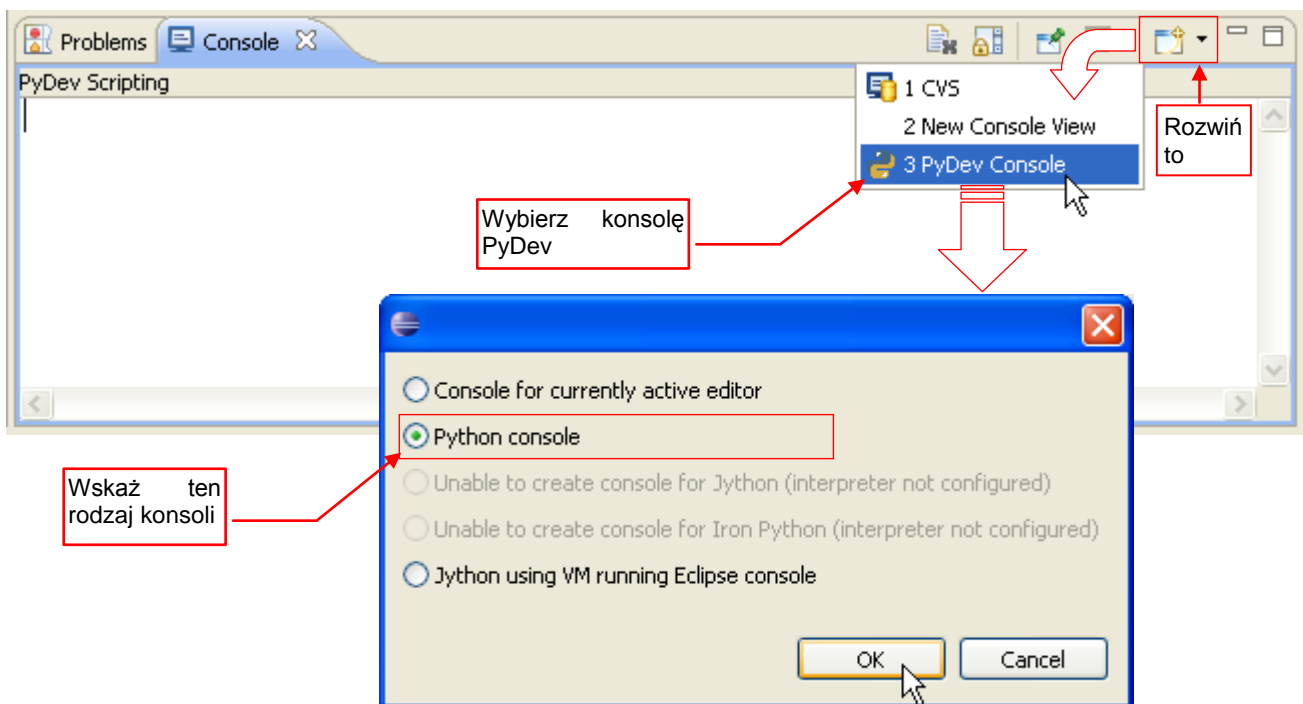 Problems Console
PyDev Scripting
1 CVS
2 New Console View
3 PyDev Console
Rozwiń
to
Wybierz konsolę
PyDev
Console for currently active editor
Python console
Unable to create console for Jython (interpreter not configured)
Unable to create console for Iron Python (interpreter not configured)
Jython using VM running Eclipse console
Wskaż ten
rodzaj konsoli
OK Cancel